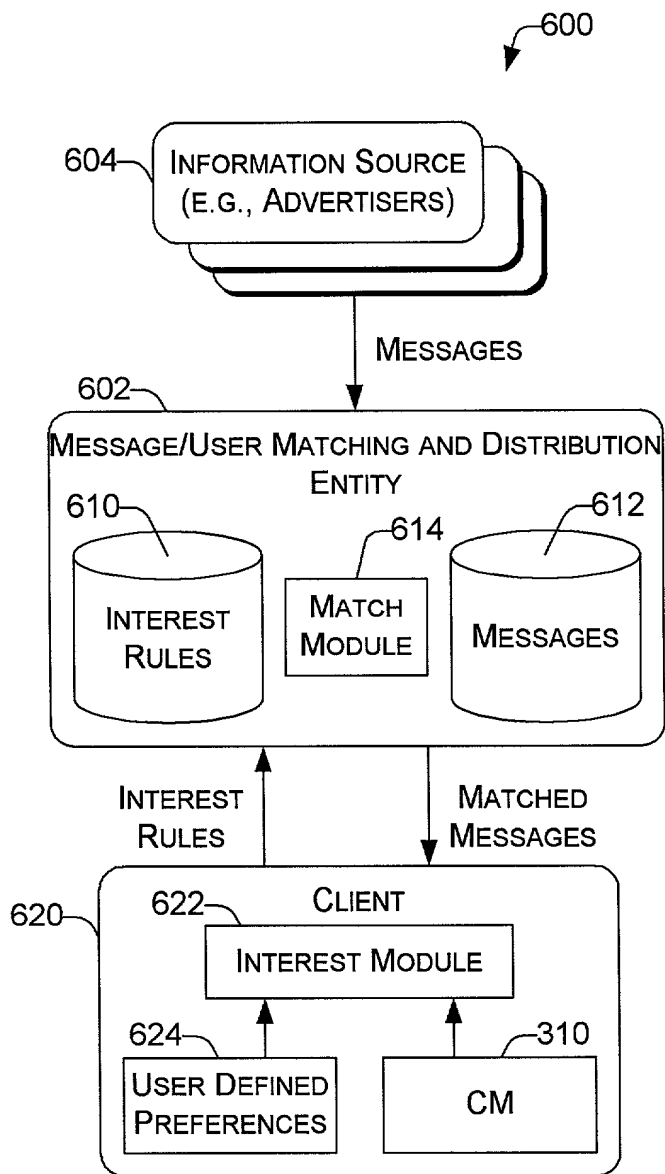 600
604
INFORMATION SOURCE
(E.G., ADVERTISERS)
MESSAGES
602
MESSAGE/USER MATCHING AND DISTRIBUTION
ENTITY
610
614
612
INTEREST
RULES
MATCH
MODULE
MESSAGES
INTEREST
RULES
MATCHED
MESSAGES
620
CLIENT
622
INTEREST MODULE
624
310
USER DEFINED
PREFERENCES
CM